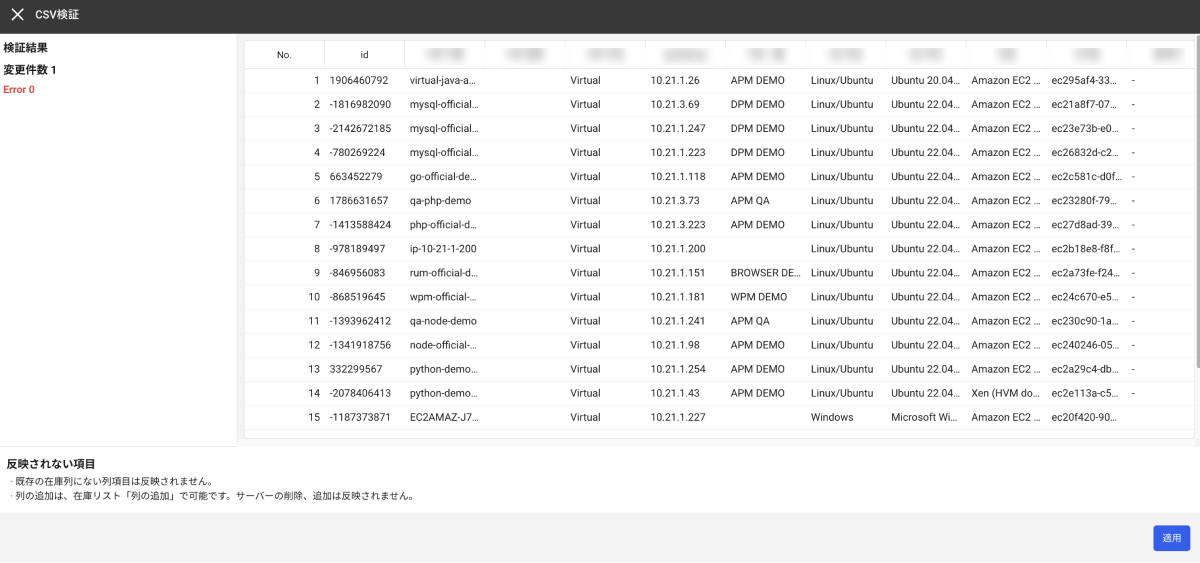 CSV検証
検証結果
変更件数 1
Error 0
No. id
1 1906460792 virtual-java-a... Virtual 10.21.1.26 APM DEMO Linux/Ubuntu Ubuntu 20.04... Amazon EC2 ... ec295af4-33... -
2 -1816982090 mysql-official... Virtual 10.21.3.69 DPM DEMO Linux/Ubuntu Ubuntu 22.04... Amazon EC2 ... ec21a8f7-07... -
3 -2142672185 mysql-official... Virtual 10.21.1.247 DPM DEMO Linux/Ubuntu Ubuntu 22.04... Amazon EC2 ... ec23e73b-e0... -
4 -780269224 mysql-official... Virtual 10.21.1.223 DPM DEMO Linux/Ubuntu Ubuntu 22.04... Amazon EC2 ... ec26832d-c2... -
5 663452279 go-official-de... Virtual 10.21.1.118 APM DEMO Linux/Ubuntu Ubuntu 22.04... Amazon EC2 ... ec2c581c-d0f... -
6 1786631657 qa-php-demo Virtual 10.21.3.73 APM QA Linux/Ubuntu Ubuntu 22.04... Amazon EC2 ... ec23280f-79... -
7 -1413588424 php-official-d... Virtual 10.21.3.223 APM DEMO Linux/Ubuntu Ubuntu 22.04... Amazon EC2 ... ec27d8ad-39... -
8 -978189497 ip-10-21-1-200 Virtual 10.21.1.200 Linux/Ubuntu Ubuntu 22.04... Amazon EC2 ... ec2b18e8-f8f... -
9 -846956083 rum-official-d... Virtual 10.21.1.151 BROWSER DE... Linux/Ubuntu Ubuntu 22.04... Amazon EC2 ... ec2a73fe-f24... -
10 -868519645 wpm-official-... Virtual 10.21.1.181 WPM DEMO Linux/Ubuntu Ubuntu 22.04... Amazon EC2 ... ec24c670-e5... -
11 -1393962412 qa-node-demo Virtual 10.21.1.241 APM QA Linux/Ubuntu Ubuntu 22.04... Amazon EC2 ... ec230c90-1a... -
12 -1341918756 node-official-... Virtual 10.21.1.98 APM DEMO Linux/Ubuntu Ubuntu 22.04... Amazon EC2 ... ec240246-05... -
13 332299567 python-demo... Virtual 10.21.1.254 APM DEMO Linux/Ubuntu Ubuntu 22.04... Amazon EC2 ... ec2a29c4-db... -
14 -2078406413 python-demo... Virtual 10.21.1.43 APM DEMO Linux/Ubuntu Ubuntu 22.04... Xen (HVM do... ec2e113a-c5... -
15 -1187373871 EC2AMAZ-J7... Virtual 10.21.1.227 Windows Microsoft Wi... Amazon EC2 ... ec20f420-90... -
反映されない項目
· 既存の在庫列にない列項目は反映されません。
· 列の追加は、在庫リスト「列の追加」で可能です。サーバーの削除、追加は反映されません。
適用